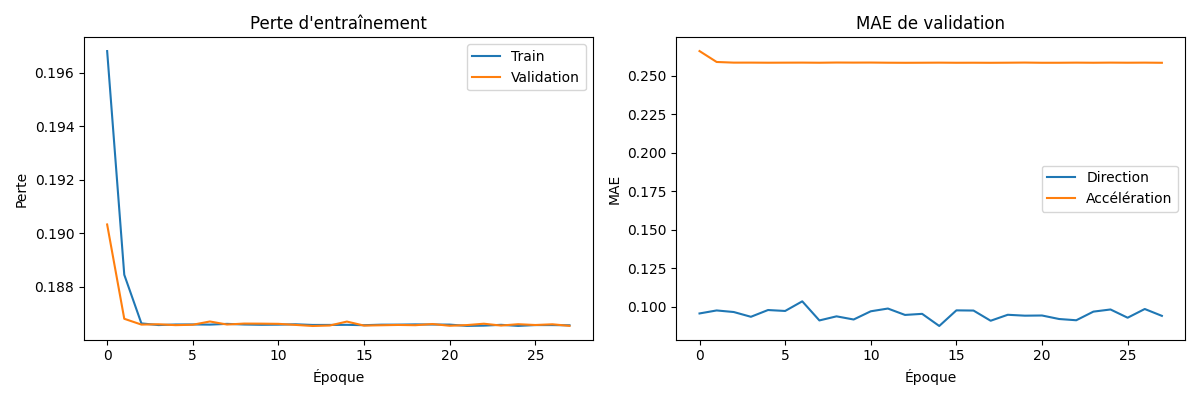 Perte d'entraînement
Perte
0.196
0.194
0.192
0.190
0.188
Train
Validation
0
5
10
15
20
25
Époque
MAE de validation
MAE
0.250
0.225
0.200
0.175
0.150
0.125
0.100
Direction
Accélération
0
5
10
15
20
25
Époque